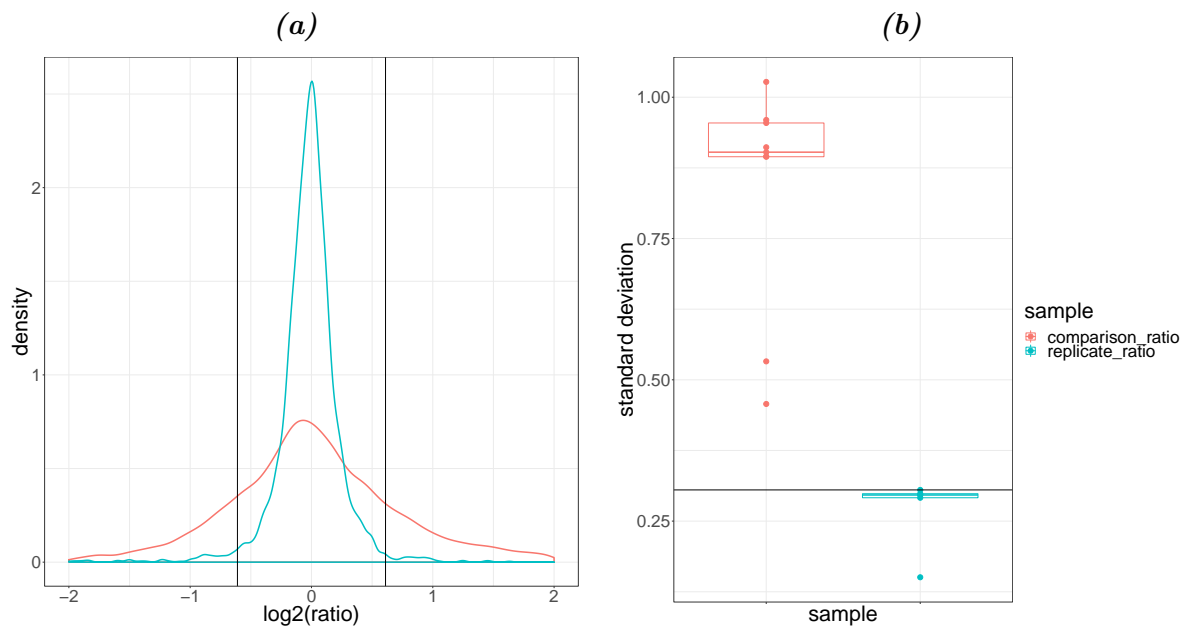 (a)
density
2
1
0
−2
−1
0
1
2
log2(ratio)
(b)
standard deviation
1.00
0.75
0.50
0.25
sample
sample
comparison_ratio
replicate_ratio